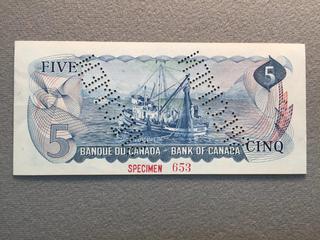 FIVE 5
5 CINQ
BANQUE DU CANADA - BANK OF CANADA
SPECIMEN 653